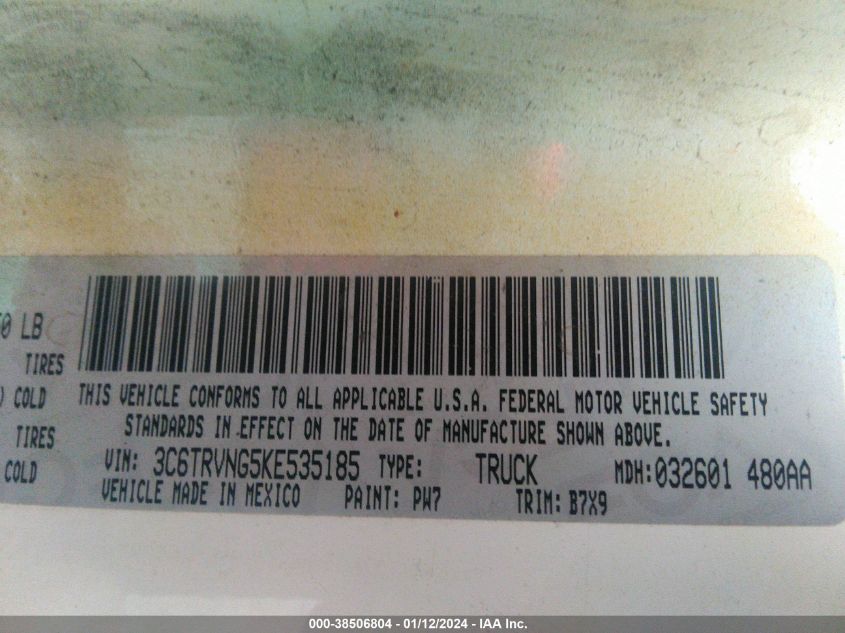 LB
TIRES
COLD
TIRES
COLD
THIS VEHICLE CONFORMS TO ALL APPLICABLE U.S.A. FEDERAL MOTOR VEHICLE SAFETY
STANDARDS IN EFFECT ON THE DATE OF MANUFACTURE SHOWN ABOVE.
VIN: 3C6TRVNG5KE535185 TYPE: TRUCK MDH:032601 480AA
VEHICLE MADE IN MEXICO PAINT: PW7 TRIM: B7X9
000-38506804 - 01/12/2024 - IAA Inc.